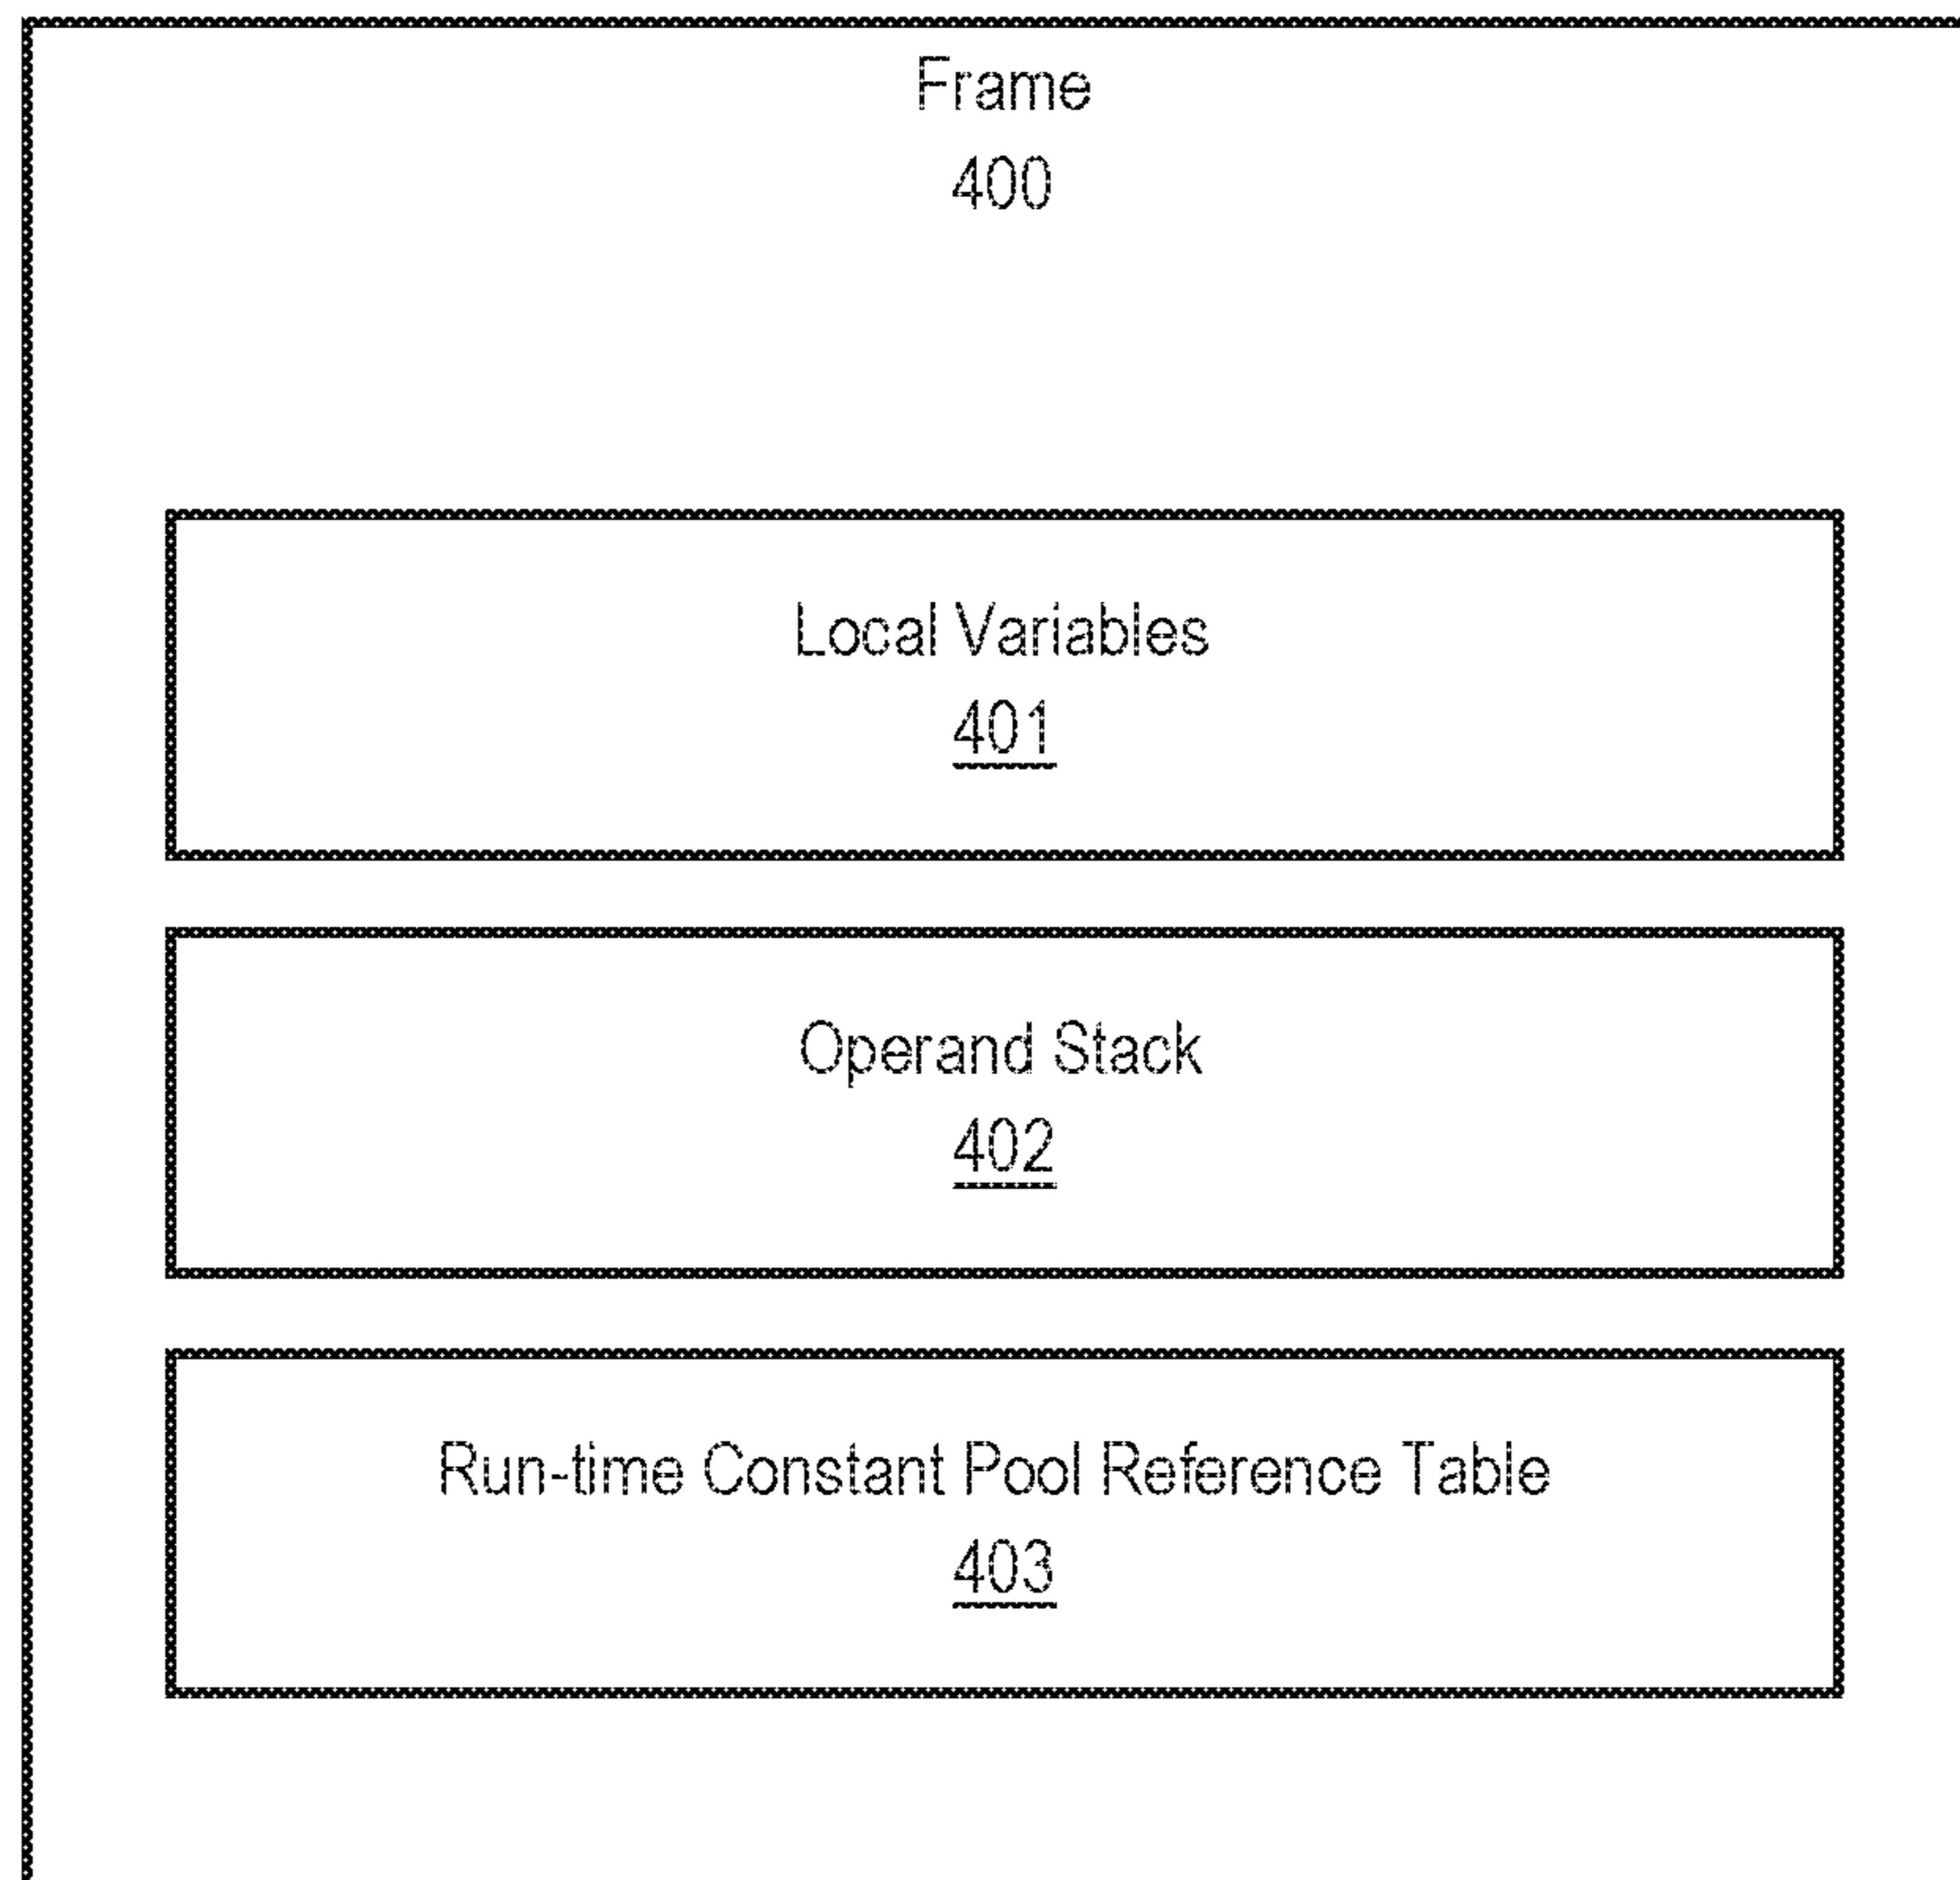 Frame
400
Local Variables
401
Operand Stack
402
Run-time Constant Pool Reference Table
403